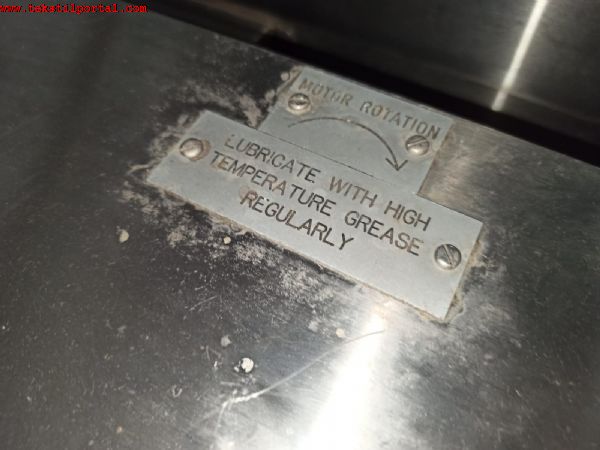 www.tekstilportal.com
MOTOR ROTATION
LUBRICATE WITH HIGH
TEMPERATURE GREASE
REGULARLY